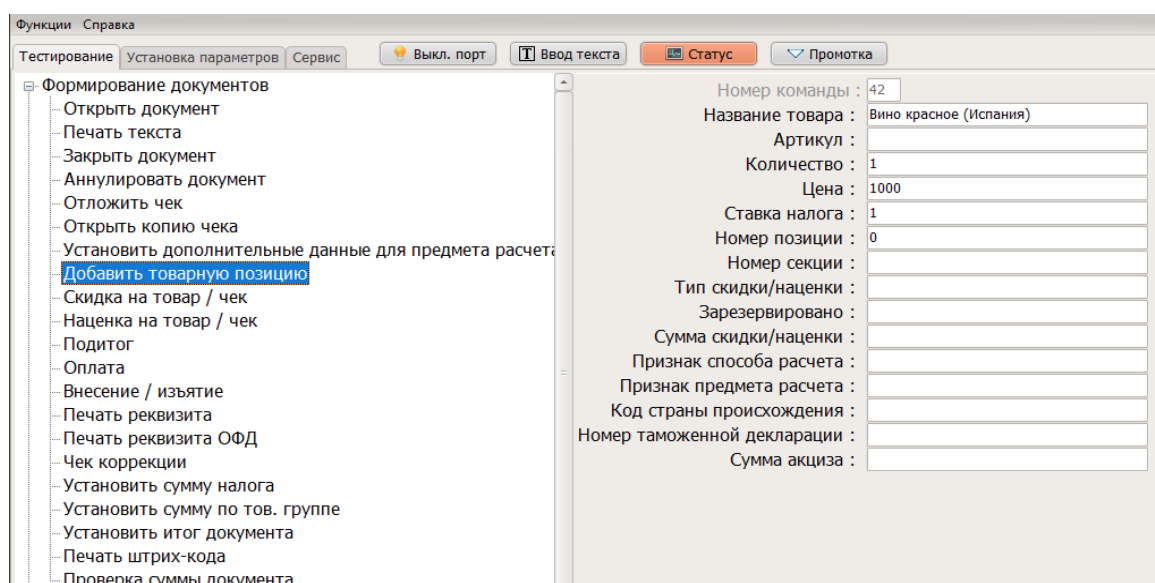 Функции Справка
Тестирование Установка параметров Сервис Выкл. порт T Ввод текста Статус Промотка
Формирование документов
Открыть документ
Печать текста
Закрыть документ
Аннулировать документ
Отложить чек
Открыть копию чека
Установить дополнительные данные для предмета расчета
Добавить товарную позицию
Скидка на товар / чек
Наценка на товар / чек
Подитог
Оплата
Внесение / изъятие
Печать реквизита
Печать реквизита ОФД
Чек коррекции
Установить сумму налога
Установить сумму по тов. группе
Установить итог документа
Печать штрих-кода
Проверка суммы документа
Номер команды : 42
Название товара : Вино красное (Испания)
Артикул :
Количество : 1
Цена : 1000
Ставка налога : 1
Номер позиции : 0
Номер секции :
Тип скидки/наценки :
Зарезервировано :
Сумма скидки/наценки :
Признак способа расчета :
Признак предмета расчета :
Код страны происхождения :
Номер таможенной декларации :
Сумма акциза :